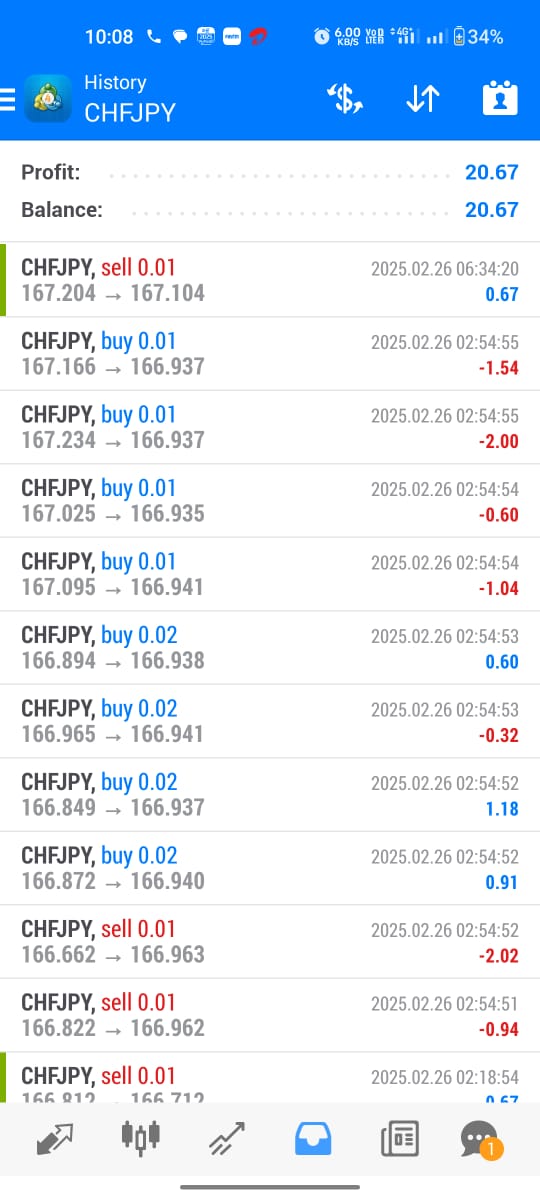 10:08
6.00 KB/S
VoD LTE
4G+
34%
History
CHFJPY
Profit: 20.67
Balance: 20.67
CHFJPY, sell 0.01 2025.02.26 06:34:20
167.204 → 167.104 0.67
CHFJPY, buy 0.01 2025.02.26 02:54:55
167.166 → 166.937 -1.54
CHFJPY, buy 0.01 2025.02.26 02:54:55
167.234 → 166.937 -2.00
CHFJPY, buy 0.01 2025.02.26 02:54:54
167.025 → 166.935 -0.60
CHFJPY, buy 0.01 2025.02.26 02:54:54
167.095 → 166.941 -1.04
CHFJPY, buy 0.02 2025.02.26 02:54:53
166.894 → 166.938 0.60
CHFJPY, buy 0.02 2025.02.26 02:54:53
166.965 → 166.941 -0.32
CHFJPY, buy 0.02 2025.02.26 02:54:52
166.849 → 166.937 1.18
CHFJPY, buy 0.02 2025.02.26 02:54:52
166.872 → 166.940 0.91
CHFJPY, sell 0.01 2025.02.26 02:54:52
166.662 → 166.963 -2.02
CHFJPY, sell 0.01 2025.02.26 02:54:51
166.822 → 166.962 -0.94
CHFJPY, sell 0.01 2025.02.26 02:18:54
166.812 → 166.712 0.67
1